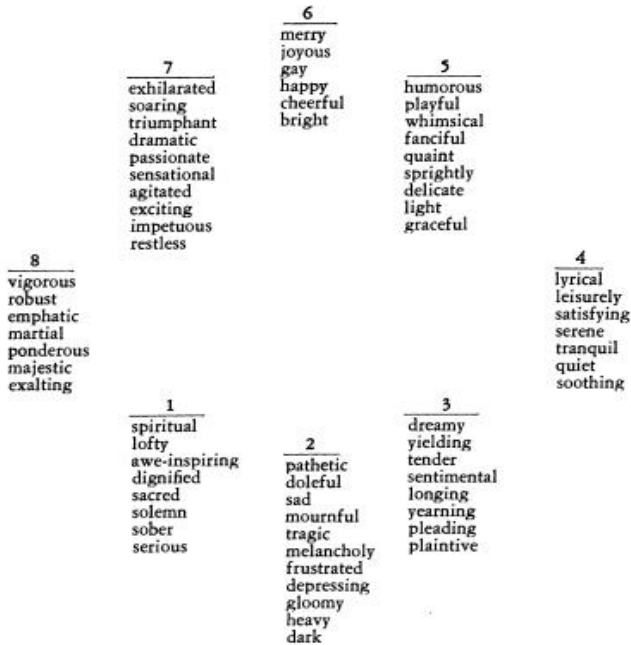 6
merry
joyous
gay
happy
cheerful
bright
7
exhilarated
soaring
triumphant
dramatic
passionate
sensational
agitated
exciting
impetuous
restless
5
humorous
playful
whimsical
fanciful
quaint
sprightly
delicate
light
graceful
8
vigorous
robust
emphatic
martial
ponderous
majestic
exalting
4
lyrical
leisurely
satisfying
serene
tranquil
quiet
soothing
1
spiritual
lofty
awe-inspiring
dignified
sacred
solemn
sober
serious
2
pathetic
doleful
sad
mournful
tragic
melancholy
frustrated
depressing
gloomy
heavy
dark
3
dreamy
yielding
tender
sentimental
longing
yearning
pleading
plaintive